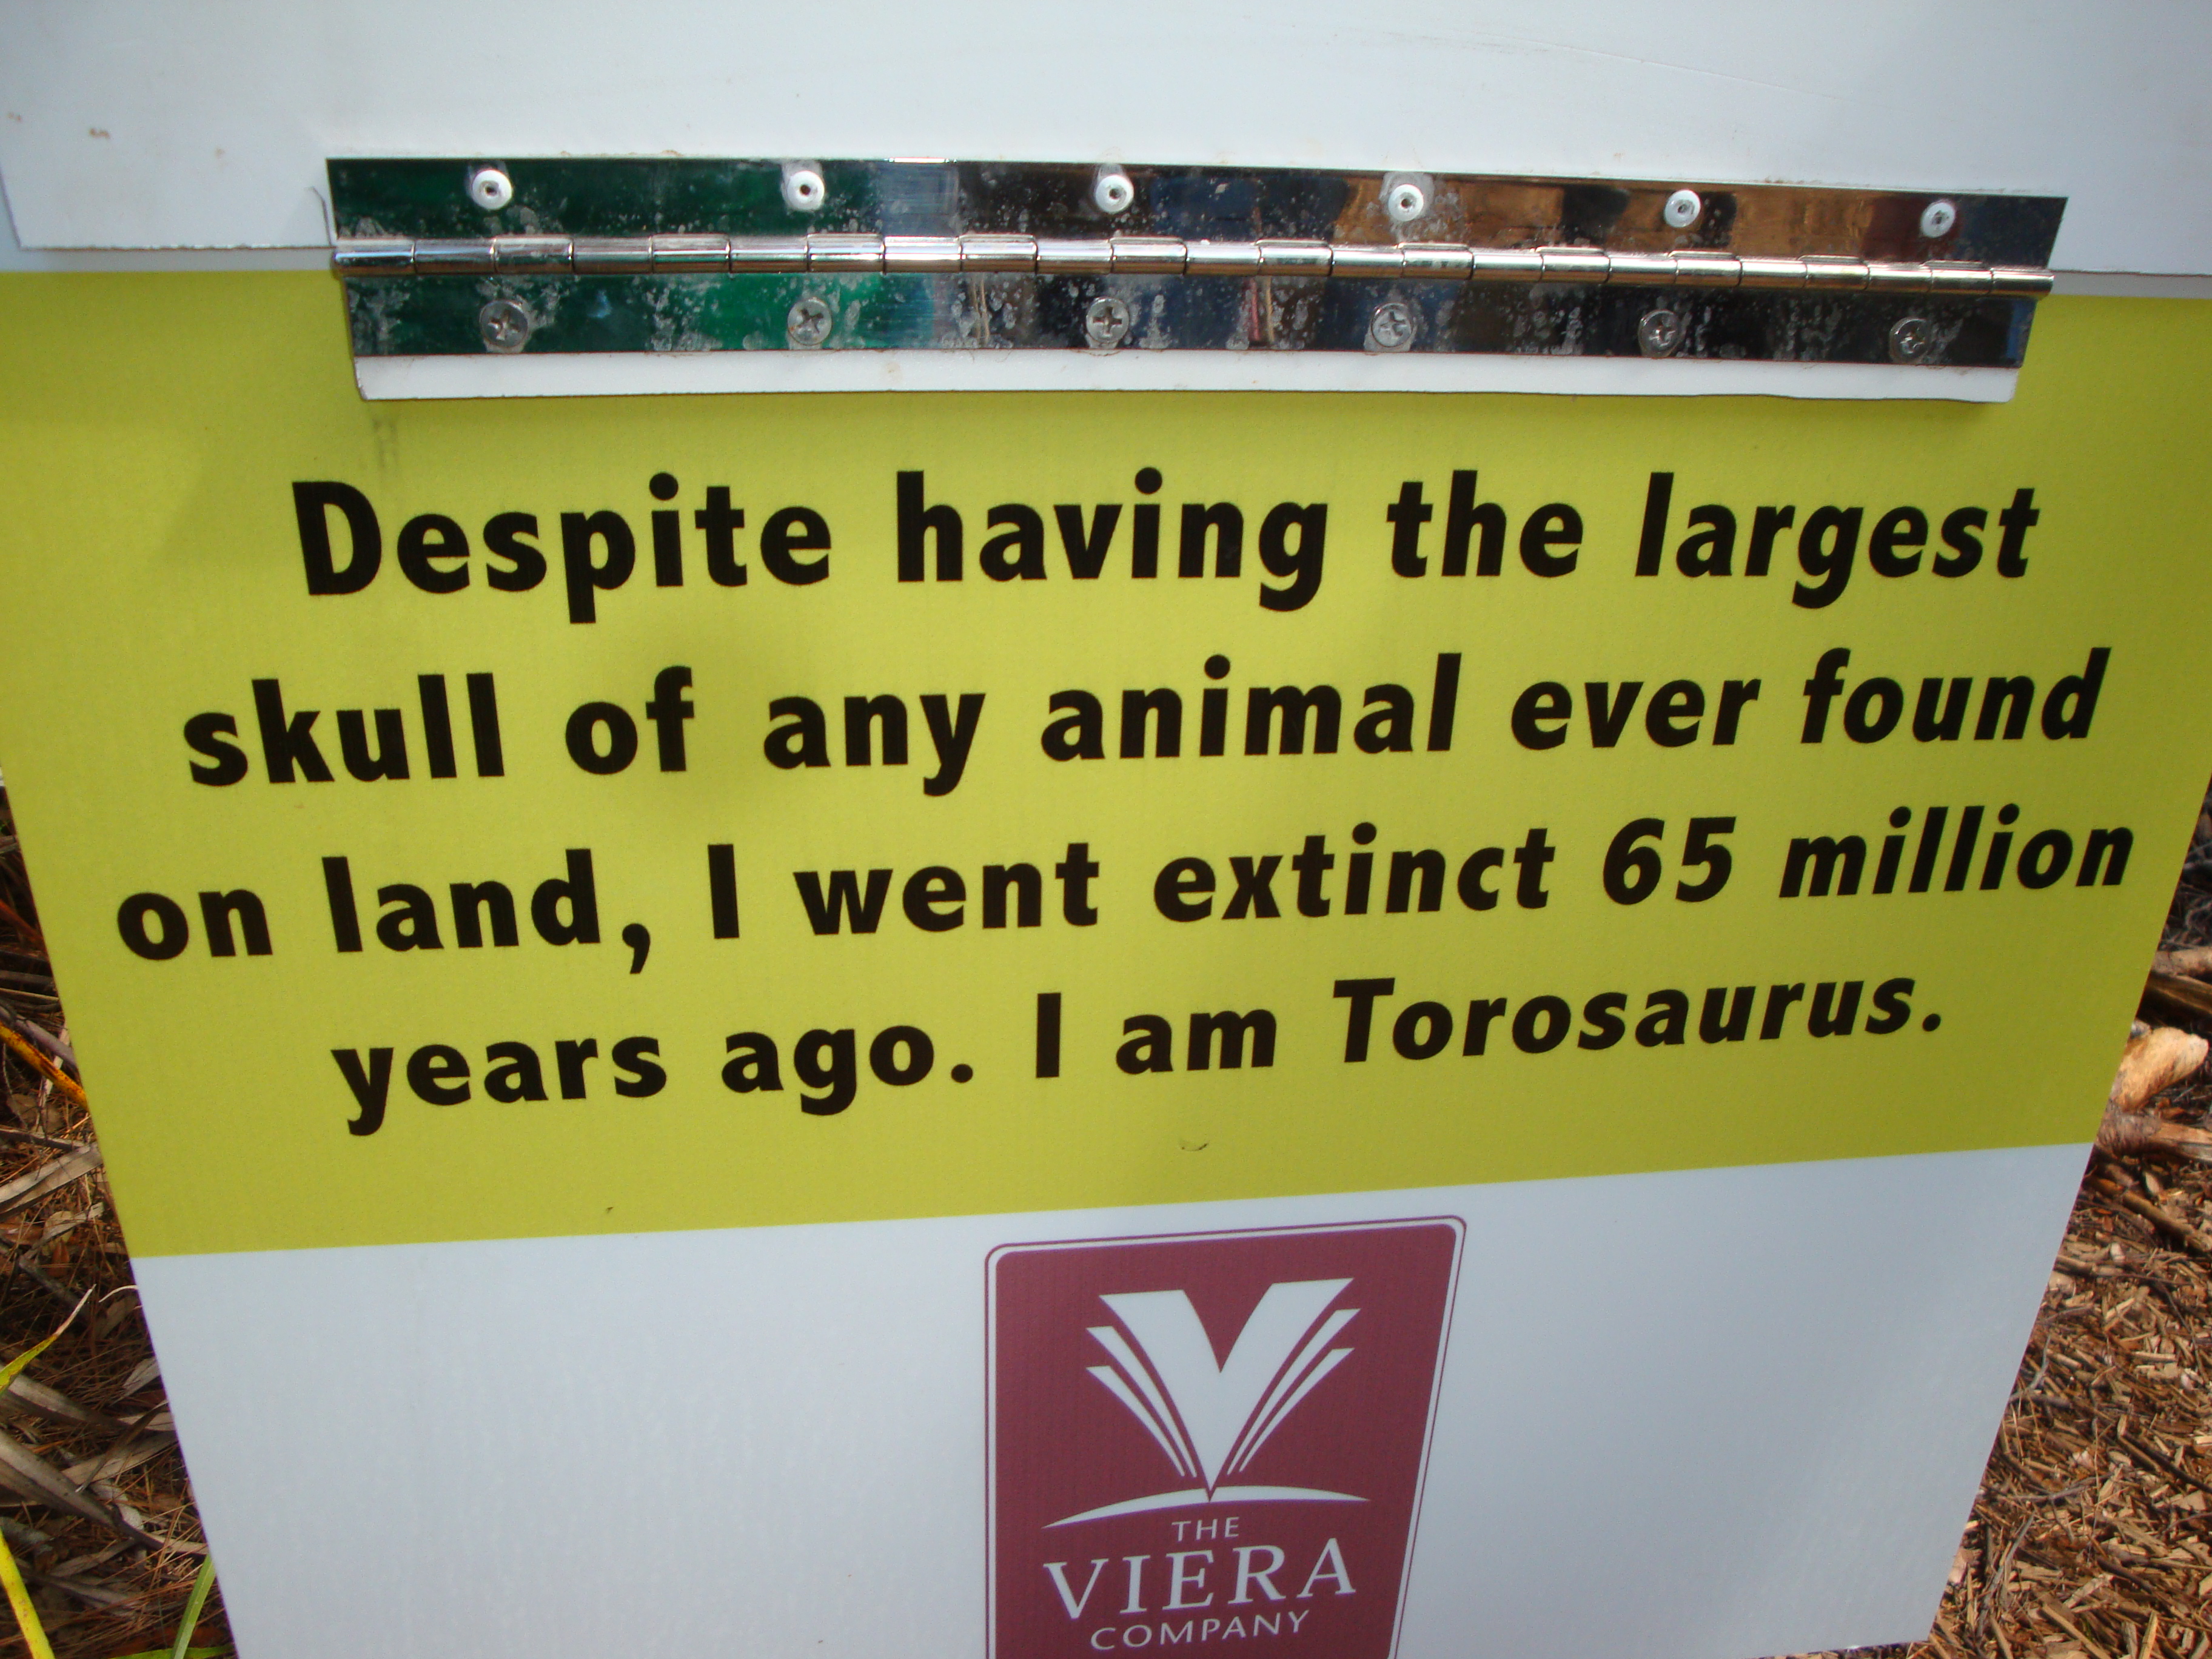 Despite having the largest
skull of any animal ever found
on land, I went extinct 65 million
years ago. I am Torosaurus.
THE
VIERA
COMPANY